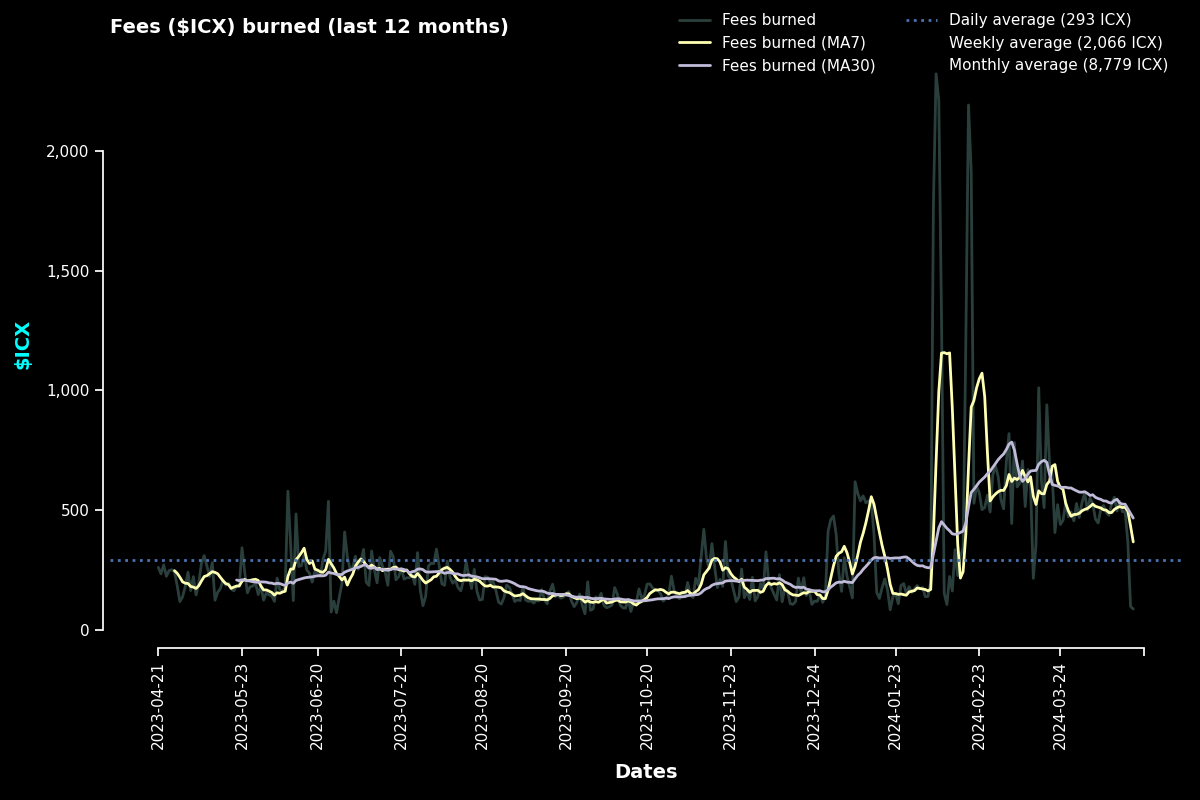 Fees ($ICX) burned (last 12 months)
Fees burned
Fees burned (MA7)
Fees burned (MA30)
Daily average (293 ICX)
Weekly average (2,066 ICX)
Monthly average (8,779 ICX)
2,000
1,500
1,000
500
0
$ICX
2023-04-21
2023-05-23
2023-06-20
2023-07-21
2023-08-20
2023-09-20
2023-10-20
2023-11-23
2023-12-24
2024-01-23
2024-02-23
2024-03-24
Dates